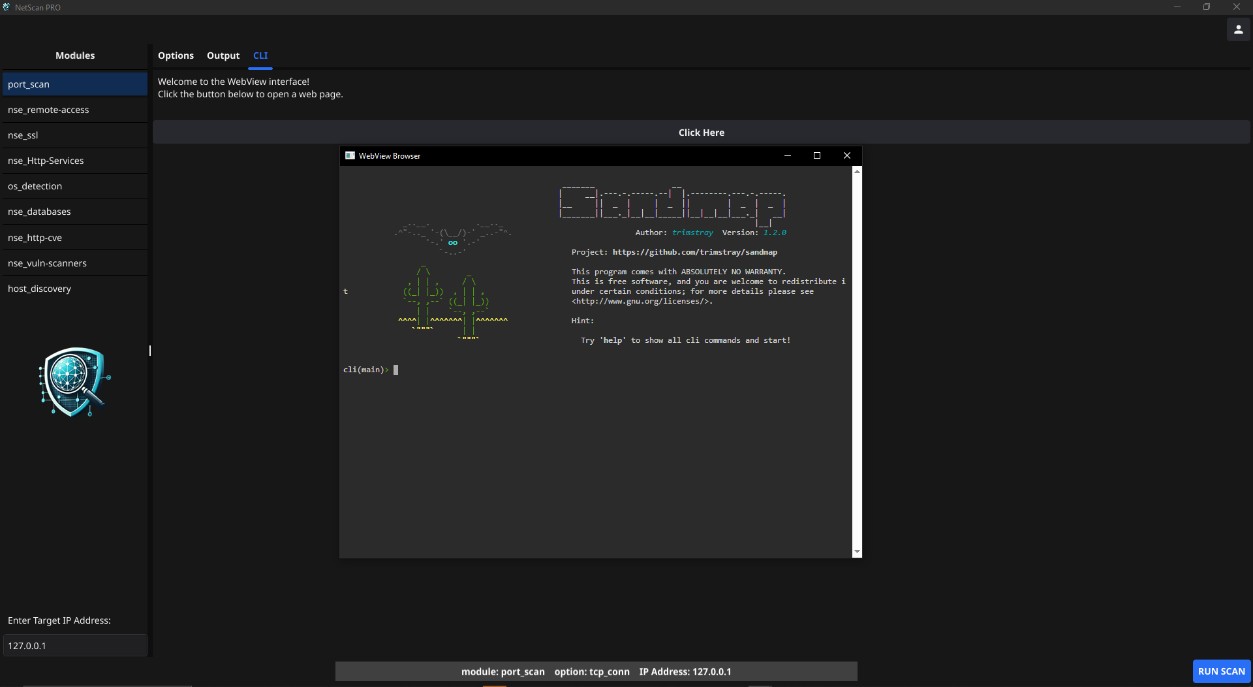 NetScan PRO
Modules
Options Output CLI
port_scan
nse_remote-access
nse_ssl
nse_Http-Services
os_detection
nse_databases
nse_http-cve
nse_vuln-scanners
host_discovery
Welcome to the WebView interface!
Click the button below to open a web page.
Click Here
WebView Browser
Sandmap
Author: trimstray Version: 1.2.0
Project: https://github.com/trimstray/sandmap
This program comes with ABSOLUTELY NO WARRANTY.
This is free software, and you are welcome to redistribute i
t under certain conditions; for more details please see
<http://www.gnu.org/licenses/>.
Hint:
Try 'help' to show all cli commands and start!
cli(main)>
Enter Target IP Address:
127.0.0.1
module: port_scan option: tcp_conn IP Address: 127.0.0.1
RUN SCAN